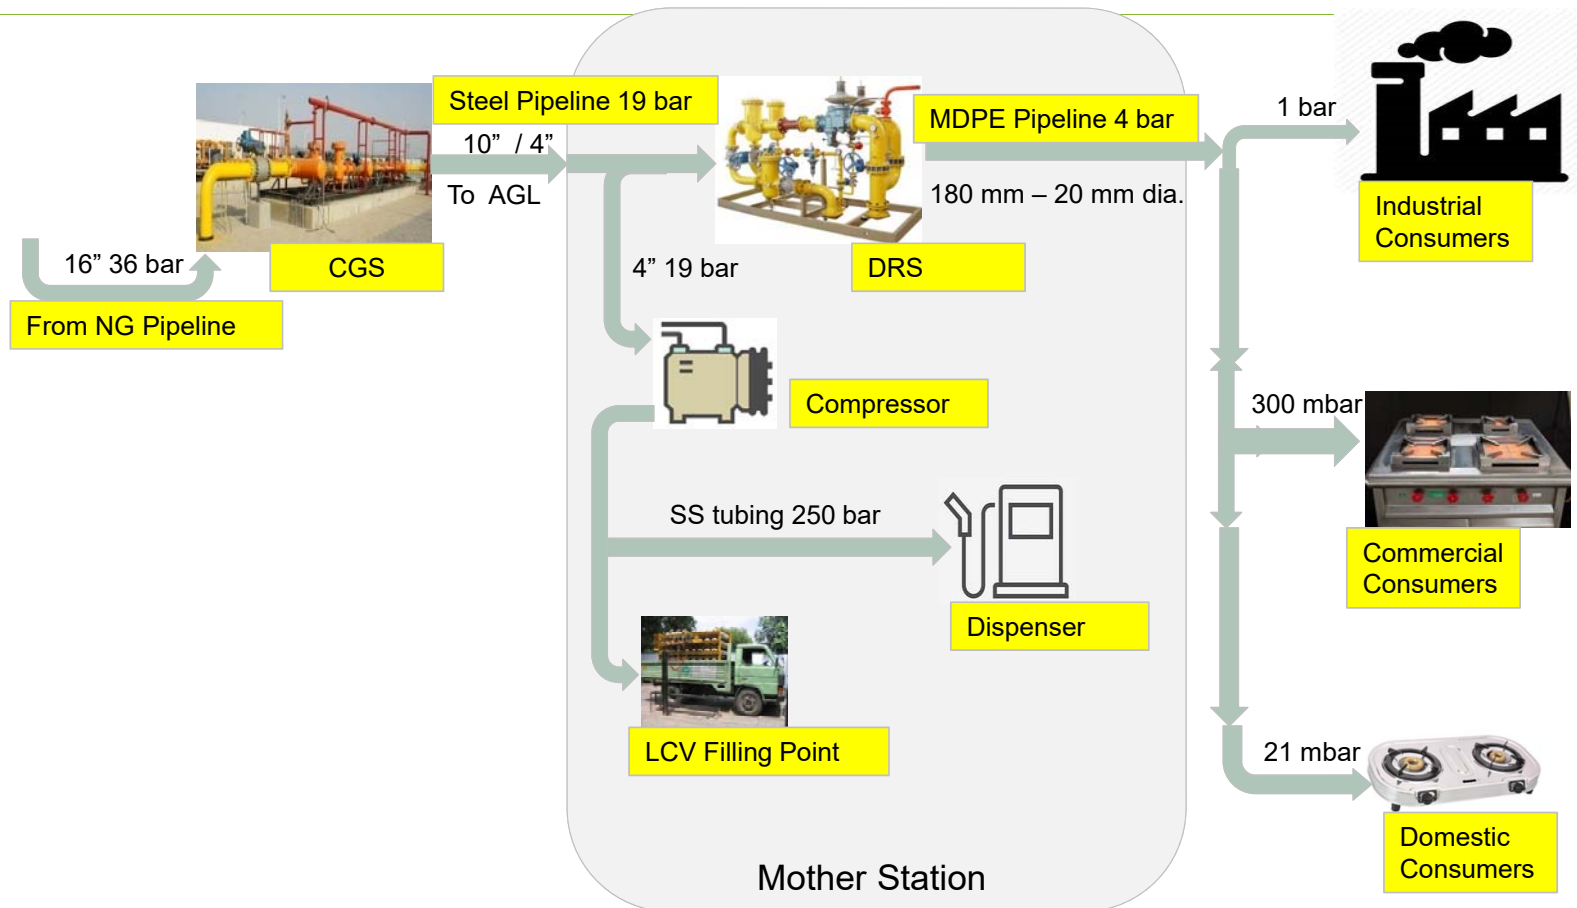 Steel Pipeline 19 bar
10” / 4”
To AGL
MDPE Pipeline 4 bar
180 mm – 20 mm dia.
1 bar
Industrial
Consumers
16” 36 bar
CGS
From NG Pipeline
4” 19 bar
DRS
Compressor
300 mbar
Commercial
Consumers
SS tubing 250 bar
Dispenser
LCV Filling Point
21 mbar
Domestic
Consumers
Mother Station